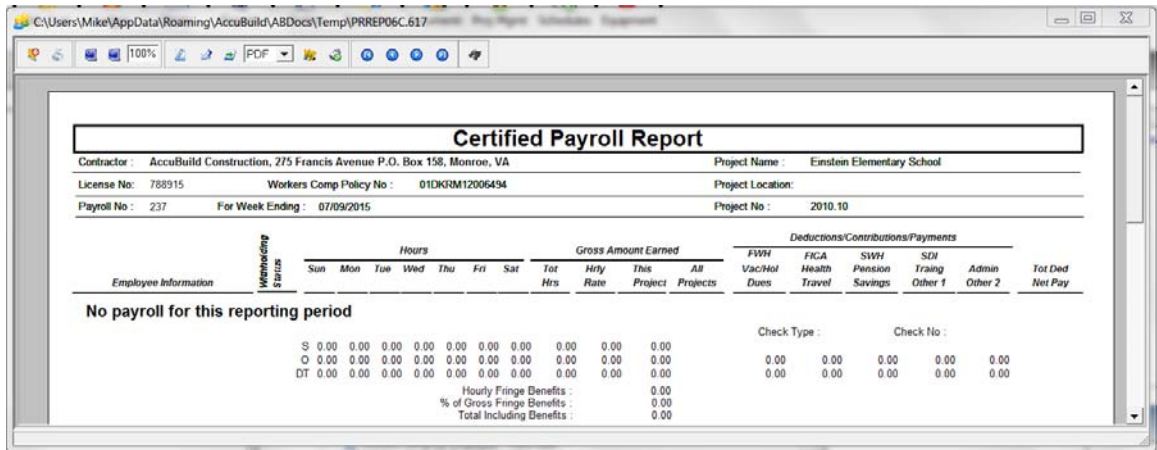 C:\Users\Mike\AppData\Roaming\AccuBuild\ABDocs\Temp\PRREP06C.617
100% PDF
Certified Payroll Report
Contractor : AccuBuild Construction, 275 Francis Avenue P.O. Box 158, Monroe, VA Project Name : Einstein Elementary School
License No: 788915 Workers Comp Policy No : 01DKRM12006494 Project Location:
Payroll No : 237 For Week Ending : 07/09/2015 Project No : 2010.10
Deductions/Contributions/Payments
Withholding Status Hours Gross Amount Earned FWH FICA SWH SDI
Sun Mon Tue Wed Thu Fri Sat Tot Hrly This All Vac/Hol Health Pension Traing Admin Tot Ded
Employee Information Hrs Rate Project Projects Dues Travel Savings Other 1 Other 2 Net Pay
No payroll for this reporting period
Check Type : Check No :
S 0.00 0.00 0.00 0.00 0.00 0.00 0.00 0.00 0.00 0.00
O 0.00 0.00 0.00 0.00 0.00 0.00 0.00 0.00 0.00 0.00 0.00 0.00 0.00 0.00 0.00
DT 0.00 0.00 0.00 0.00 0.00 0.00 0.00 0.00 0.00 0.00 0.00 0.00 0.00 0.00 0.00
Hourly Fringe Benefits : 0.00
% of Gross Fringe Benefits : 0.00
Total Including Benefits : 0.00